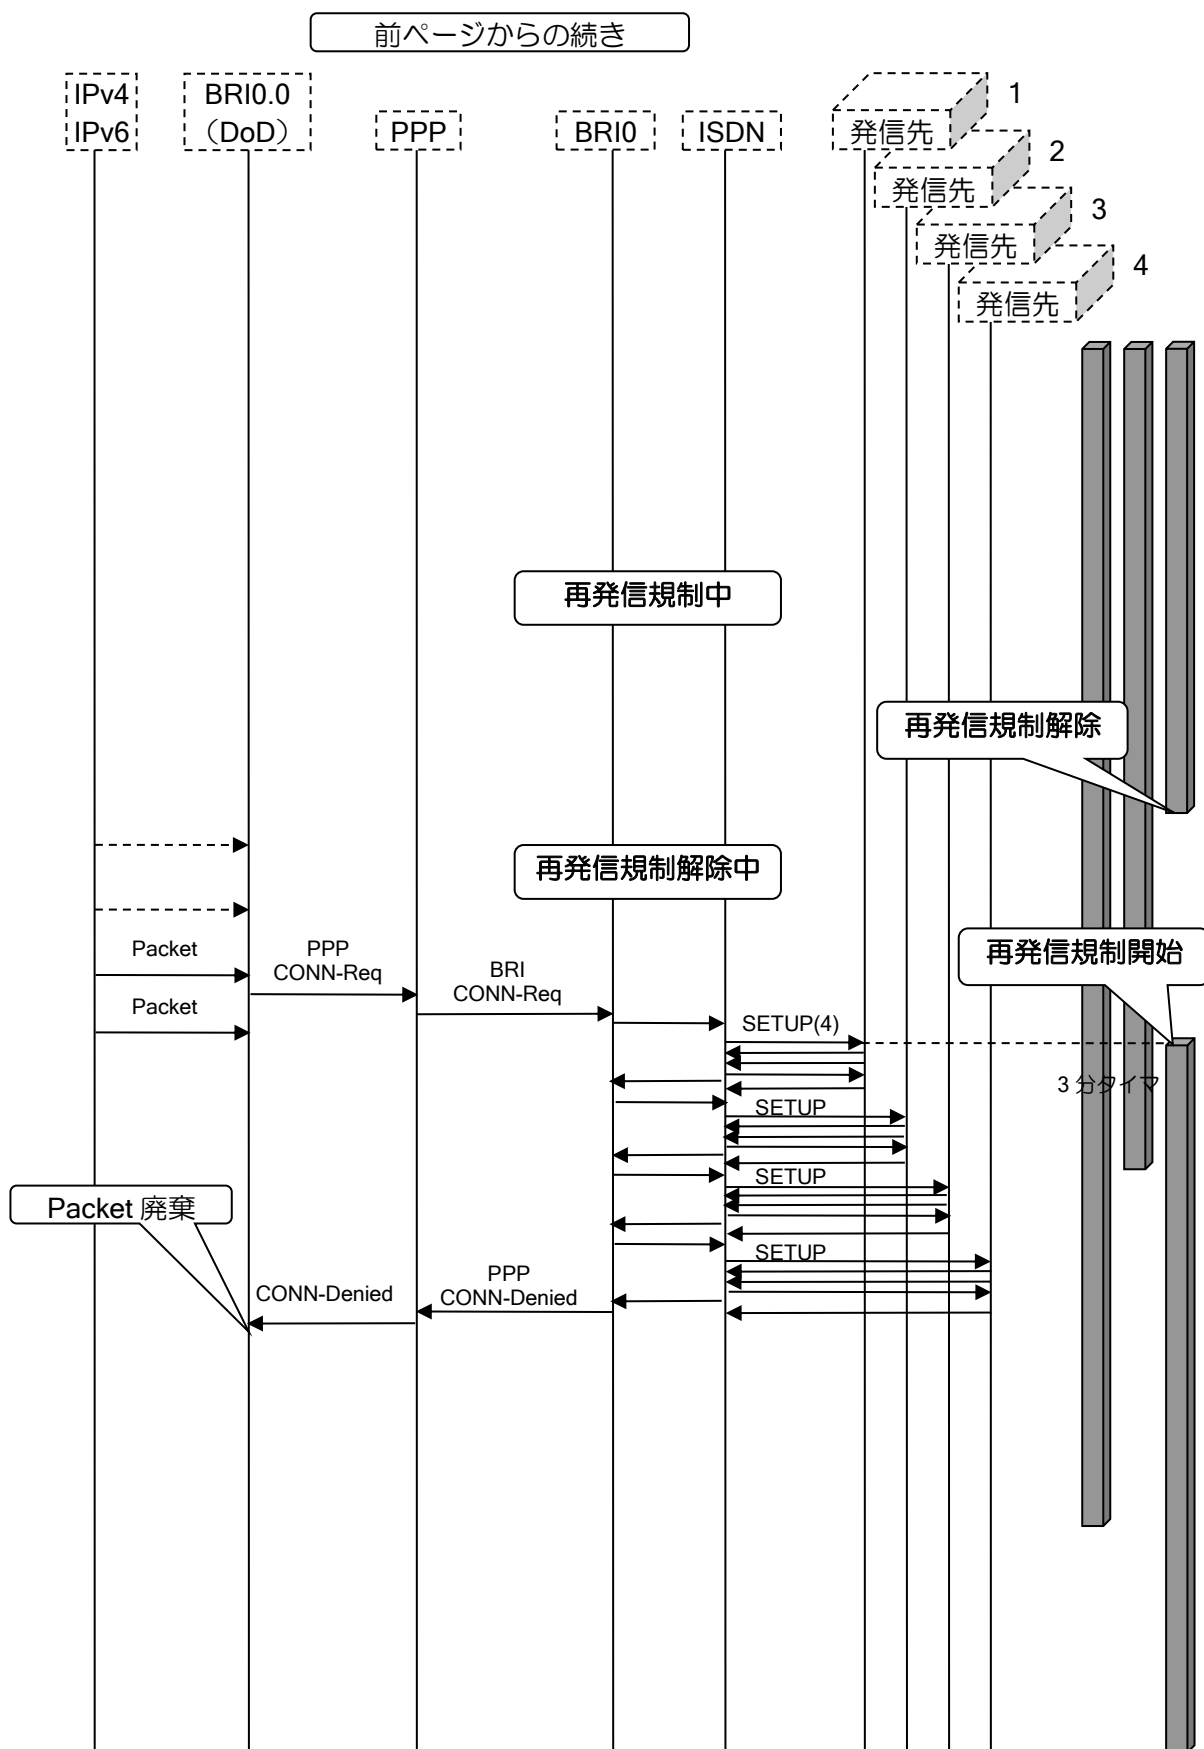 前ページからの続き
IPv4
IPv6
BRI0.0
（DoD）
PPP
BRI0
ISDN
発信先
1
発信先
2
発信先
3
発信先
4
再発信規制中
再発信規制解除
再発信規制解除中
Packet
PPP
CONN-Req
BRI
CONN-Req
再発信規制開始
Packet
SETUP(4)
3 分タイマ
SETUP
SETUP
Packet 廃棄
SETUP
CONN-Denied
PPP
CONN-Denied